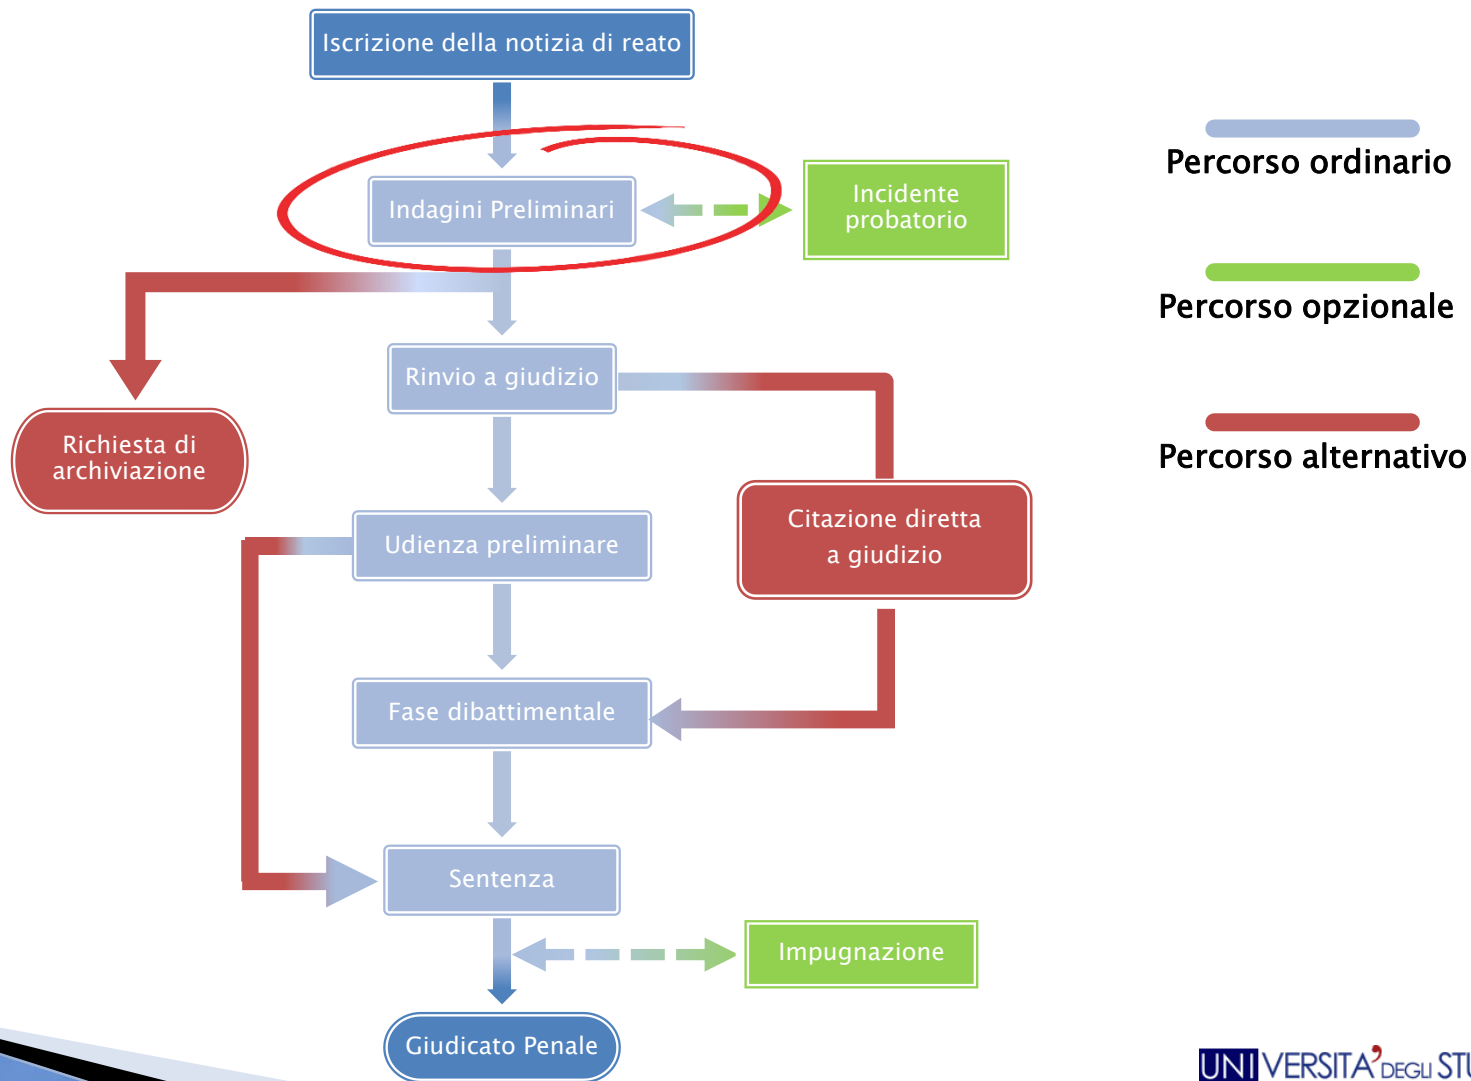 Iscrizione della notizia di reato
Percorso ordinario
Indagini Preliminari
Incidente
probatorio
Percorso opzionale
Rinvio a giudizio
Richiesta di
archiviazione
Percorso alternativo
Udienza preliminare
Citazione diretta
a giudizio
Fase dibattimentale
Sentenza
Impugnazione
Giudicato Penale
UNIVERSITA' DEGLI